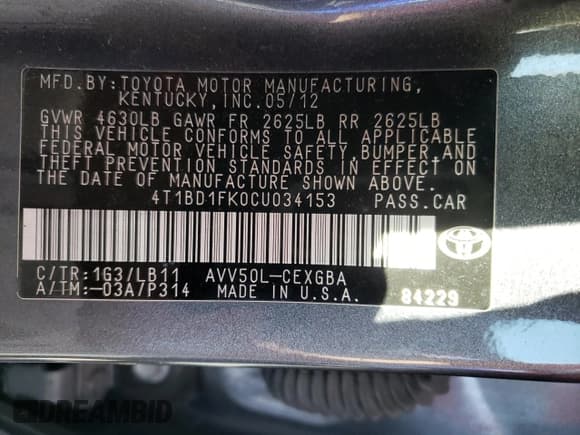 MFD.BY:TOYOTA MOTOR MANUFACTURING,
KENTUCKY,INC.05/12
GVWR 4630LB GAWR FR 2625LB RR 2625LB
THIS VEHICLE CONFORMS TO ALL APPLICABLE
FEDERAL MOTOR VEHICLE SAFETY,BUMPER,AND
THEFT PREVENTION STANDARDS IN EFFECT ON
THE DATE OF MANUFACTURE SHOWN ABOVE.
4T1BD1FK0CU034153 PASS.CAR
C/TR:1G3/LB11 AVV50L-CEXGBA
A/TM:-03A/P314 MADE IN U.S.A. 84229
DREAMBID